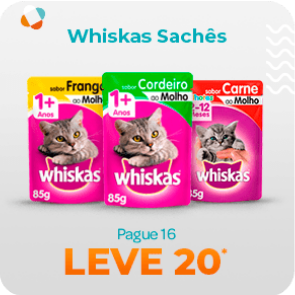 Whiskas Sachês
sabor Frango
ao Molho
1+
Anos
whiskas
85g
sabor Cordeiro
ao Molho
1+
Anos
whiskas
85g
sabor Carne
ao Molho
-12
Meses
whiskas
85g
Pague 16
LEVE 20*